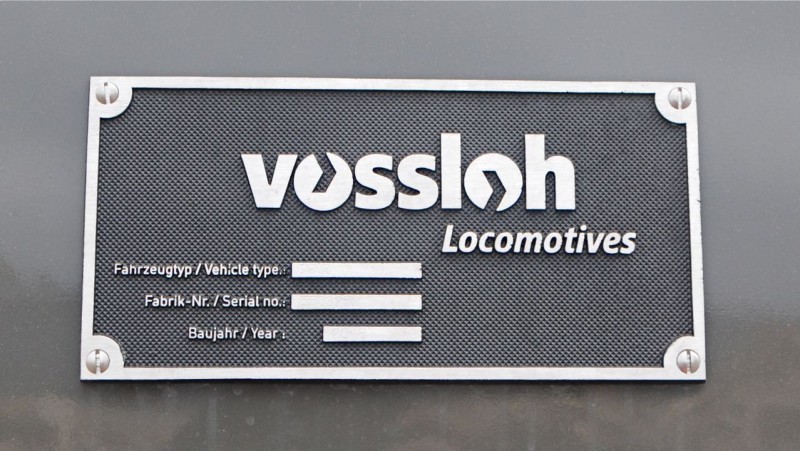 vossloh
Locomotives
Fahrzeugtyp / Vehicle type.:
Fabrik-Nr. / Serial no.:
Baujahr / Year :